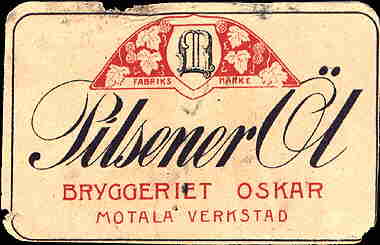 FABRIKS MÄRKE
Pilsener Öl
BRYGGERIET OSKAR
MOTALA VERKSTAD